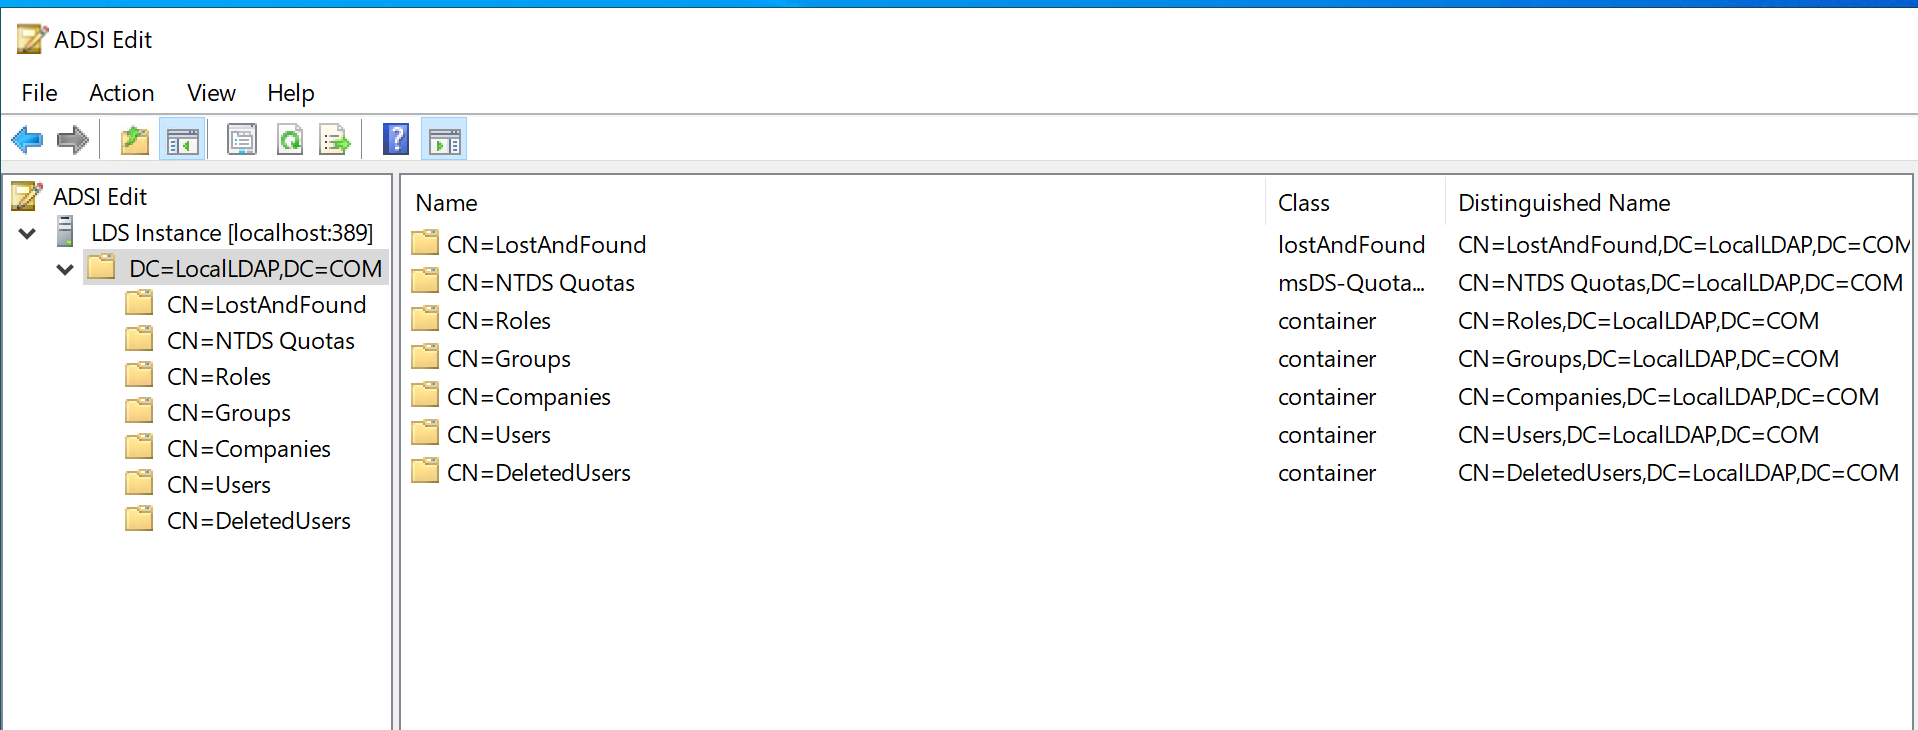 ADSI Edit
File Action View Help
ADSI Edit
LDS Instance [localhost:389]
DC=LocalLDAP,DC=COM
CN=LostAndFound
CN=NTDS Quotas
CN=Roles
CN=Groups
CN=Companies
CN=Users
CN=DeletedUsers
Name Class Distinguished Name
CN=LostAndFound lostAndFound CN=LostAndFound,DC=LocalLDAP,DC=COM
CN=NTDS Quotas msDS-Quota... CN=NTDS Quotas,DC=LocalLDAP,DC=COM
CN=Roles container CN=Roles,DC=LocalLDAP,DC=COM
CN=Groups container CN=Groups,DC=LocalLDAP,DC=COM
CN=Companies container CN=Companies,DC=LocalLDAP,DC=COM
CN=Users container CN=Users,DC=LocalLDAP,DC=COM
CN=DeletedUsers container CN=DeletedUsers,DC=LocalLDAP,DC=COM